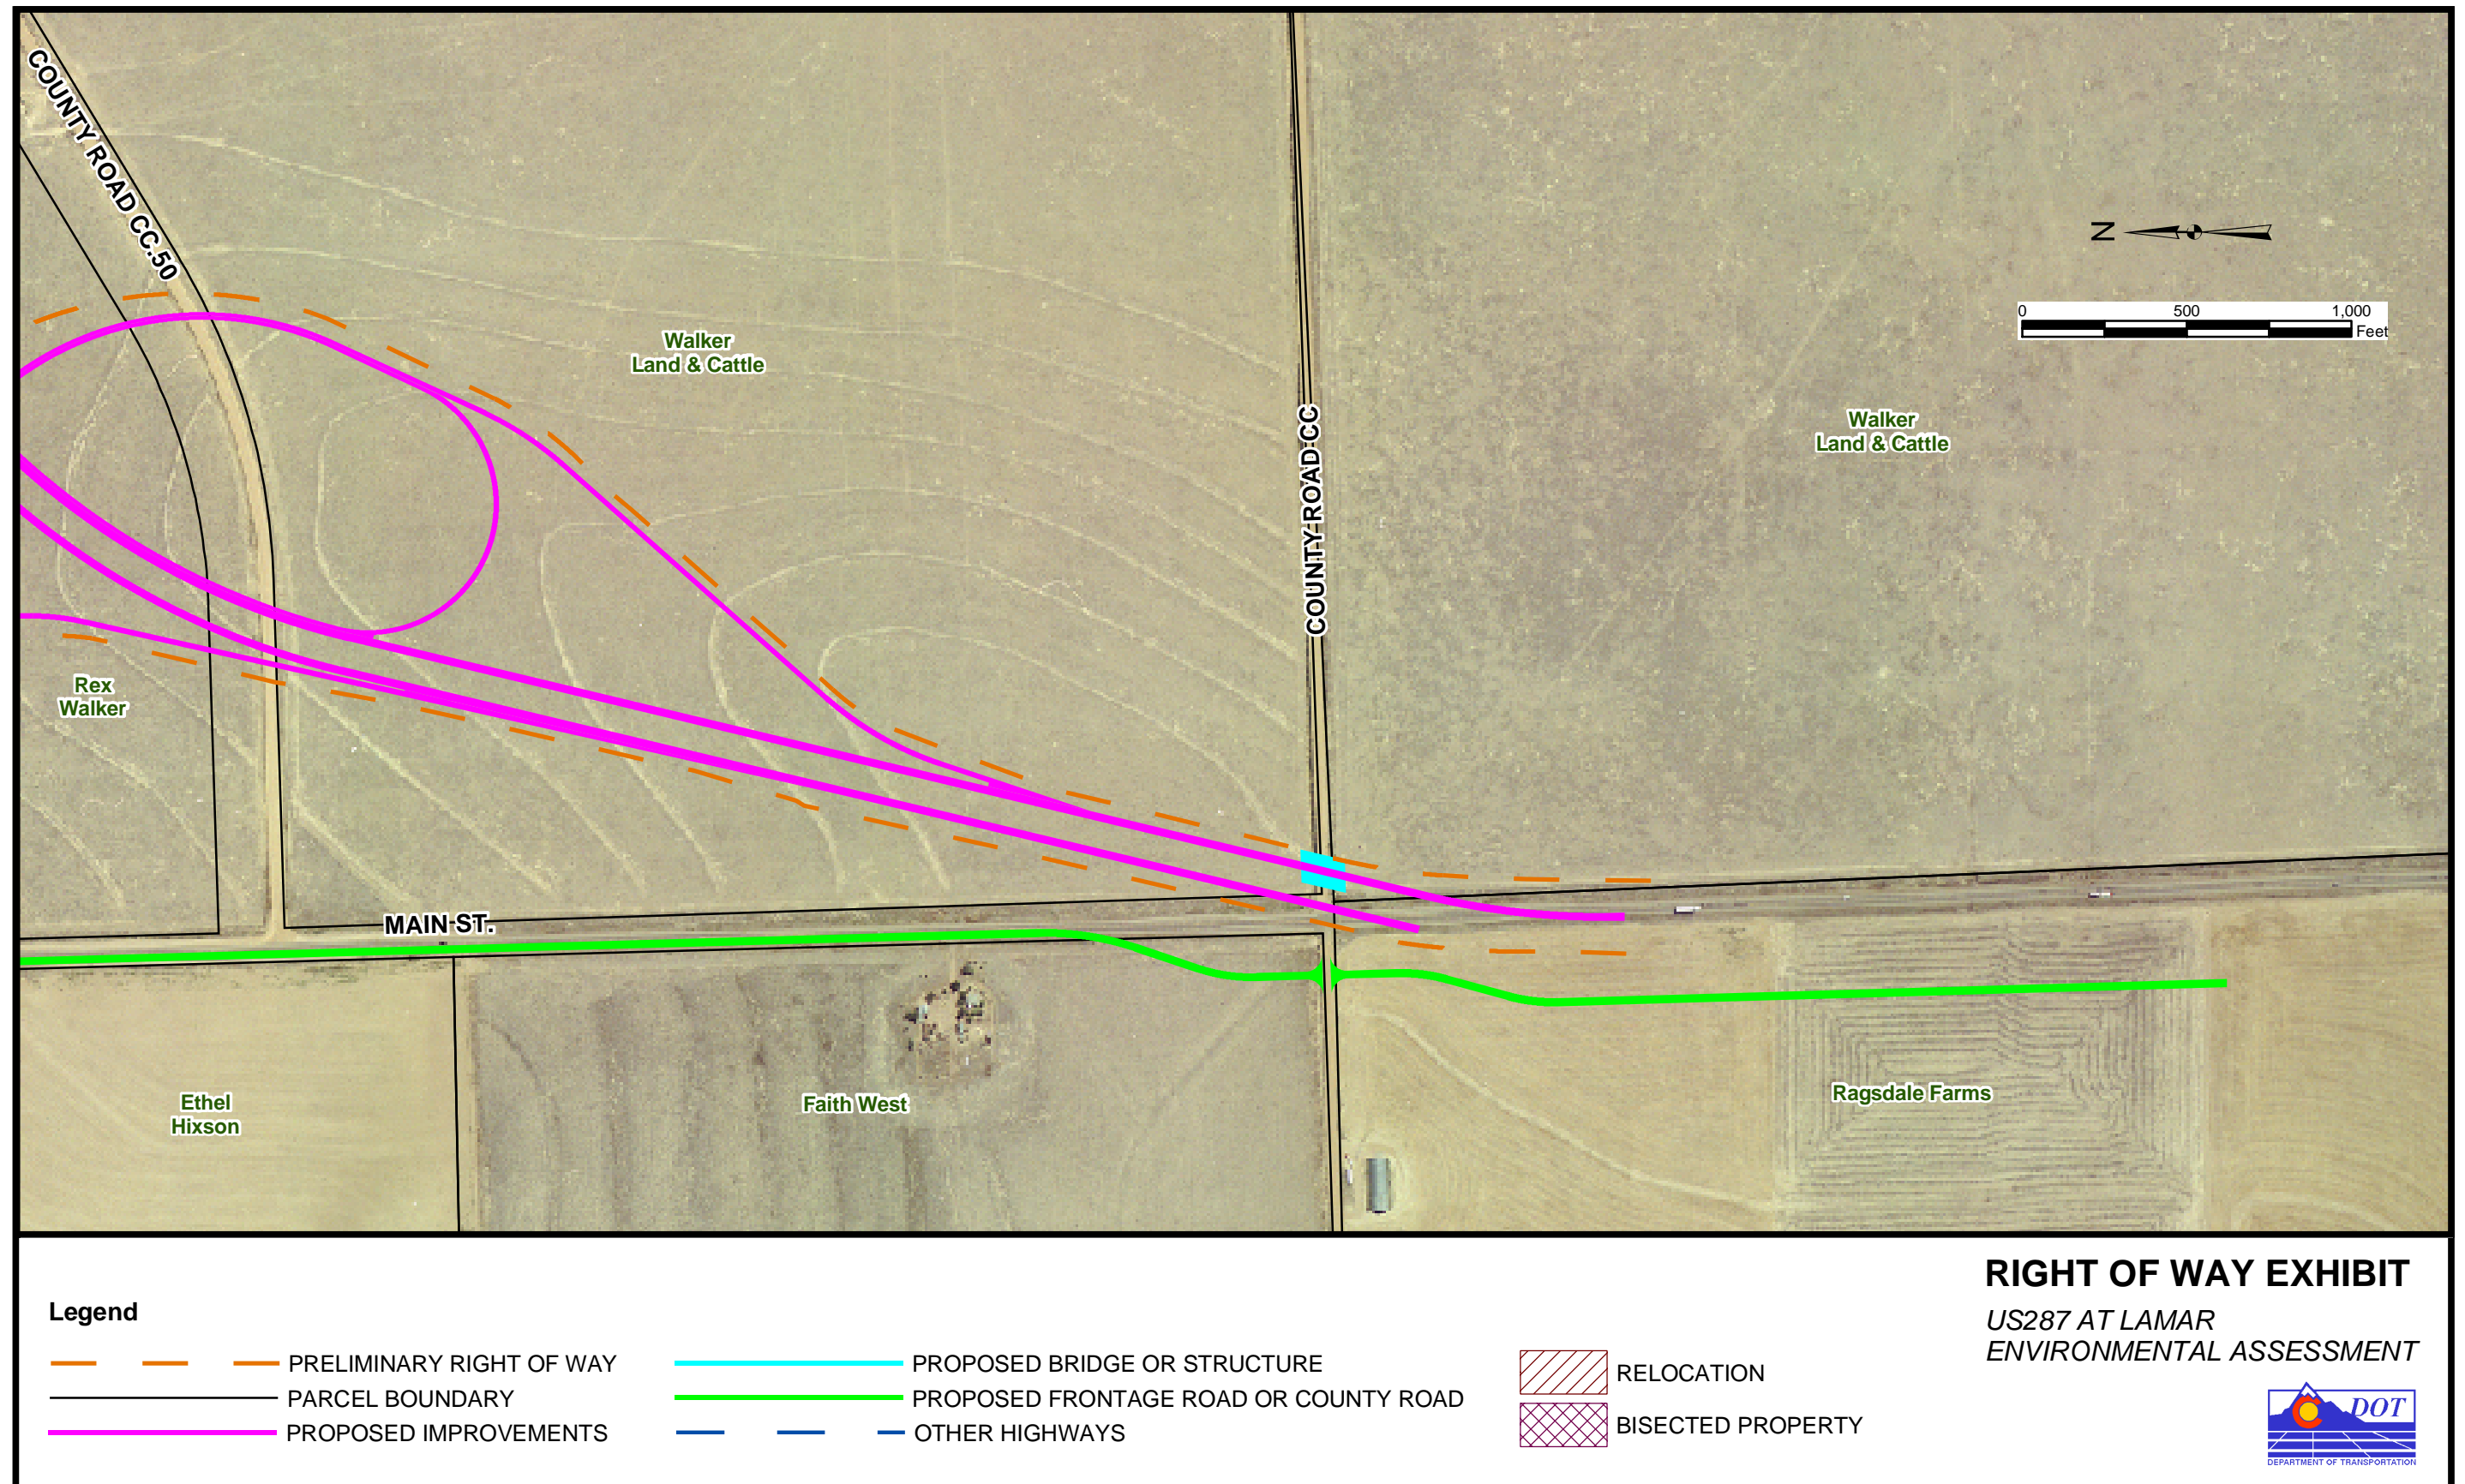 COUNTY ROAD CC.50
N
0 500 1,000
Feet
Walker
Land & Cattle
COUNTY ROAD CC
Walker
Land & Cattle
Rex
Walker
MAIN ST.
Ethel
Hixson
Faith West
Ragsdale Farms
RIGHT OF WAY EXHIBIT
US287 AT LAMAR
ENVIRONMENTAL ASSESSMENT
Legend
PRELIMINARY RIGHT OF WAY
PARCEL BOUNDARY
PROPOSED IMPROVEMENTS
PROPOSED BRIDGE OR STRUCTURE
PROPOSED FRONTAGE ROAD OR COUNTY ROAD
OTHER HIGHWAYS
RELOCATION
BISECTED PROPERTY
DOT
DEPARTMENT OF TRANSPORTATION